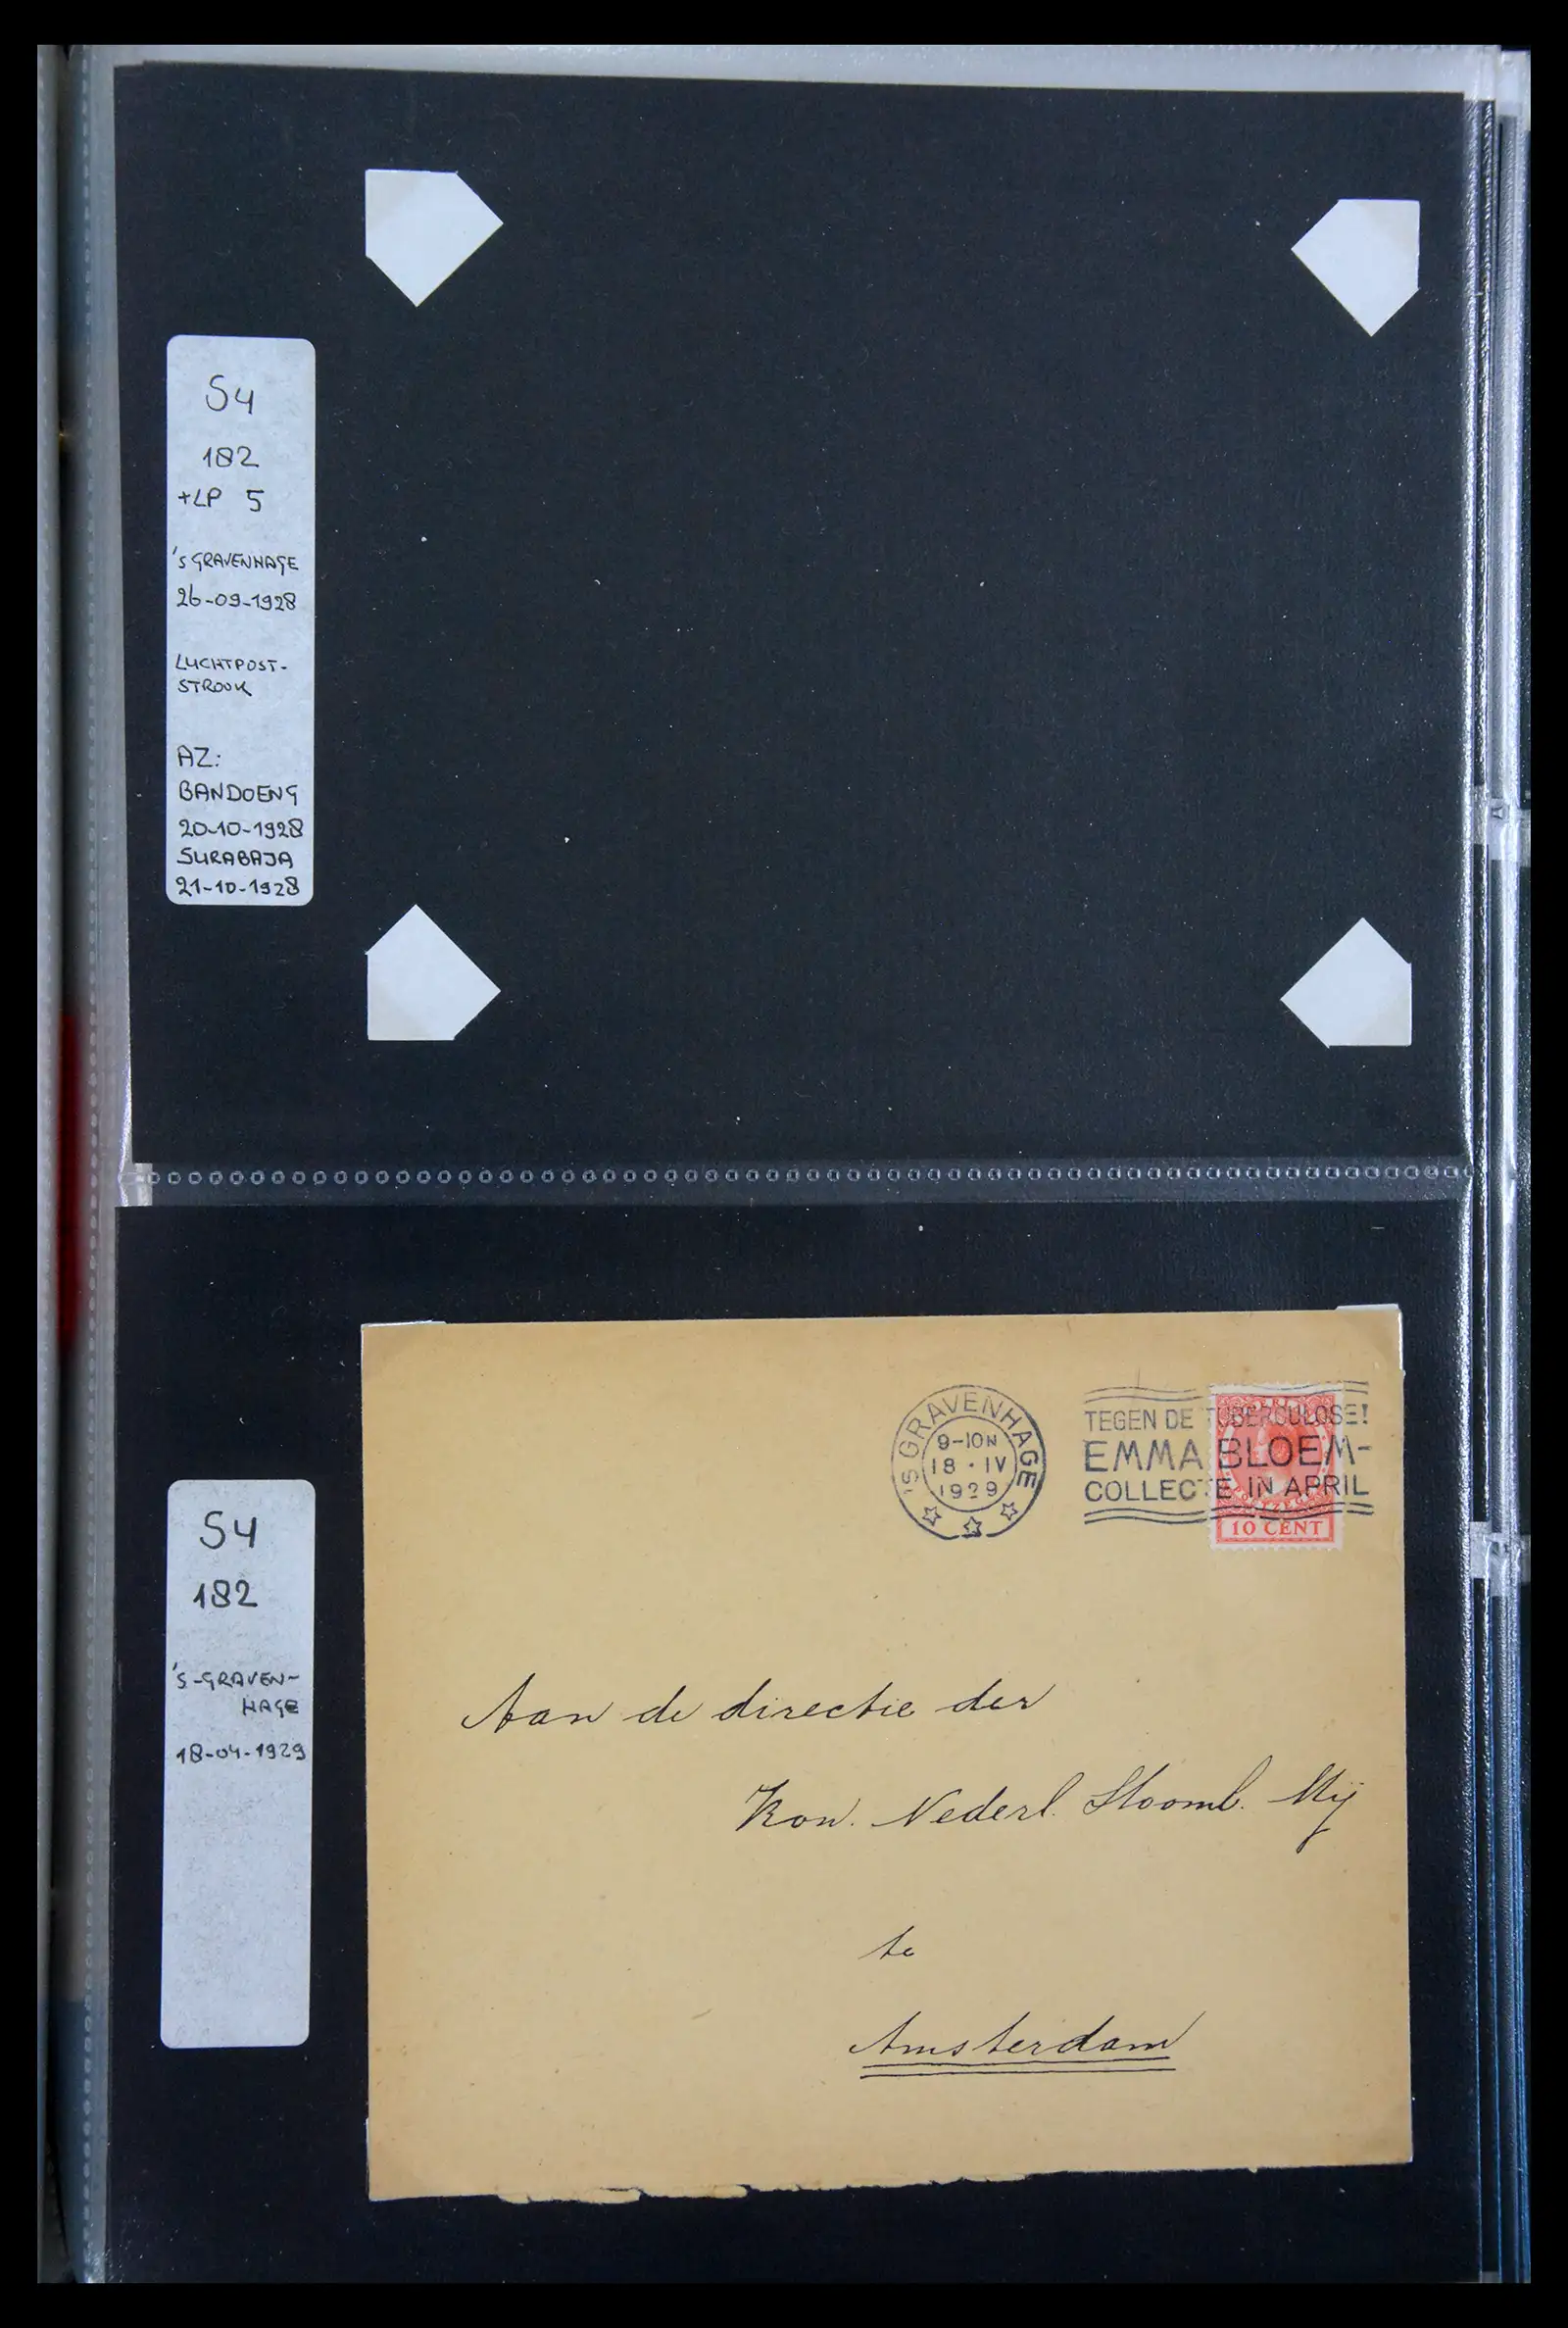 S4
182
+LP 5
's GRAVENHAGE
26-09-1928
LUCHTPOST-
STROOK
AZ:
BANDOENG
20-10-1928
SURABAJA
21-10-1928
S4
182
'S-GRAVEN-
HAGE
18-04-1929
'SGRAVENHAGE
9-10N
18·IV
1929
TEGEN DE TUBERCULOSE!
EMMA BLOEM-
COLLECTE IN APRIL
10 CENT
Aan de directie der
Kon. Nederl. Stoomb. Mij
te
Amsterdam